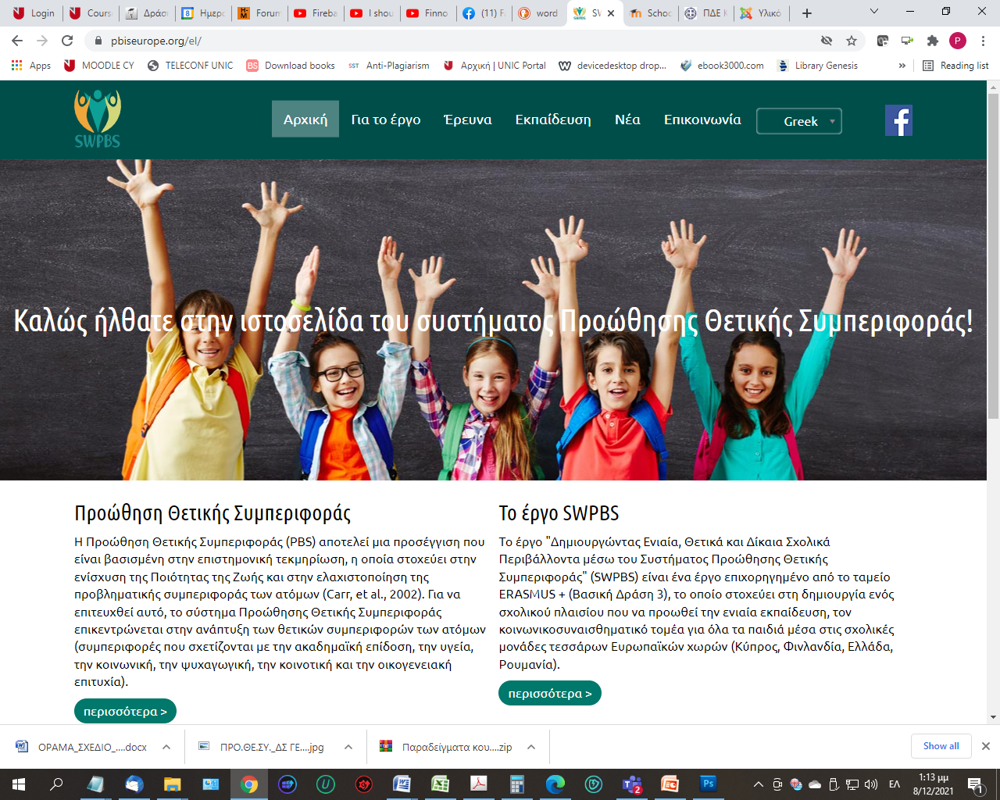 Login
Cours
Δράσ
Ημερο
Forum
Fireba
I shou
Finno
(11) F
word
SW
Schoo
ΠΔΕ Κ
Υλικό
pbiseurope.org/el/
P
Apps
MOODLE CY
TELECONF UNIC
Download books
Anti-Plagiarism
Αρχική | UNIC Portal
devicedesktop drop...
ebook3000.com
Library Genesis
»
Reading list
SWPBS
Αρχική
Για το έργο
Έρευνα
Εκπαίδευση
Νέα
Επικοινωνία
Greek
Καλώς ήλθατε στην ιστοσελίδα του συστήματος Προώθησης Θετικής Συμπεριφοράς!
Προώθηση Θετικής Συμπεριφοράς
Η Προώθηση Θετικής Συμπεριφοράς (PBS) αποτελεί μια προσέγγιση που
είναι βασισμένη στην επιστημονική τεκμηρίωση, η οποία στοχεύει στην
ενίσχυση της Ποιότητας της Ζωής και στην ελαχιστοποίηση της
προβληματικής συμπεριφοράς των ατόμων (Carr, et al., 2002). Για να
επιτευχθεί αυτό, το σύστημα Προώθησης Θετικής Συμπεριφοράς
επικεντρώνεται στην ανάπτυξη των θετικών συμπεριφορών των ατόμων
(συμπεριφορές που σχετίζονται με την ακαδημαϊκή επίδοση, την υγεία,
την κοινωνική, την ψυχαγωγική, την κοινοτική και την οικογενειακή
επιτυχία).
περισσότερα >
Το έργο SWPBS
Το έργο "Δημιουργώντας Ενιαία, Θετικά και Δίκαια Σχολικά
Περιβάλλοντα μέσω του Συστήματος Προώθησης Θετικής
Συμπεριφοράς" (SWPBS) είναι ένα έργο επιχορηγημένο από το ταμείο
ERASMUS + (Βασική Δράση 3), το οποίο στοχεύει στη δημιουργία ενός
σχολικού πλαισίου που να προωθεί την ενιαία εκπαίδευση, τον
κοινωνικοσυναισθηματικό τομέα για όλα τα παιδιά μέσα στις σχολικές
μονάδες τεσσάρων Ευρωπαϊκών χωρών (Κύπρος, Φινλανδία, Ελλάδα,
Ρουμανία).
περισσότερα >
ΟΡΑΜΑ_ΣΧΕΔΙΟ_....docx
ΠΡΟ.ΘΕ.ΣΥ._ΔΣ ΓΕ....jpg
Παραδείγματα κου....zip
Show all
ΕΛ
1:13 μμ
8/12/2021